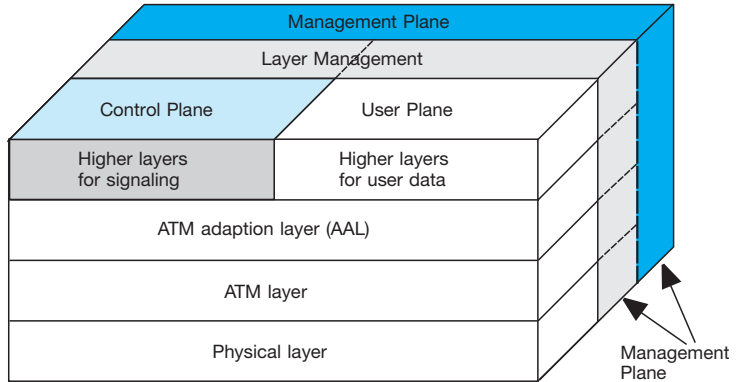 Management Plane
Layer Management
Control Plane
User Plane
Higher layers
for signaling
Higher layers
for user data
ATM adaption layer (AAL)
ATM layer
Physical layer
Management
Plane